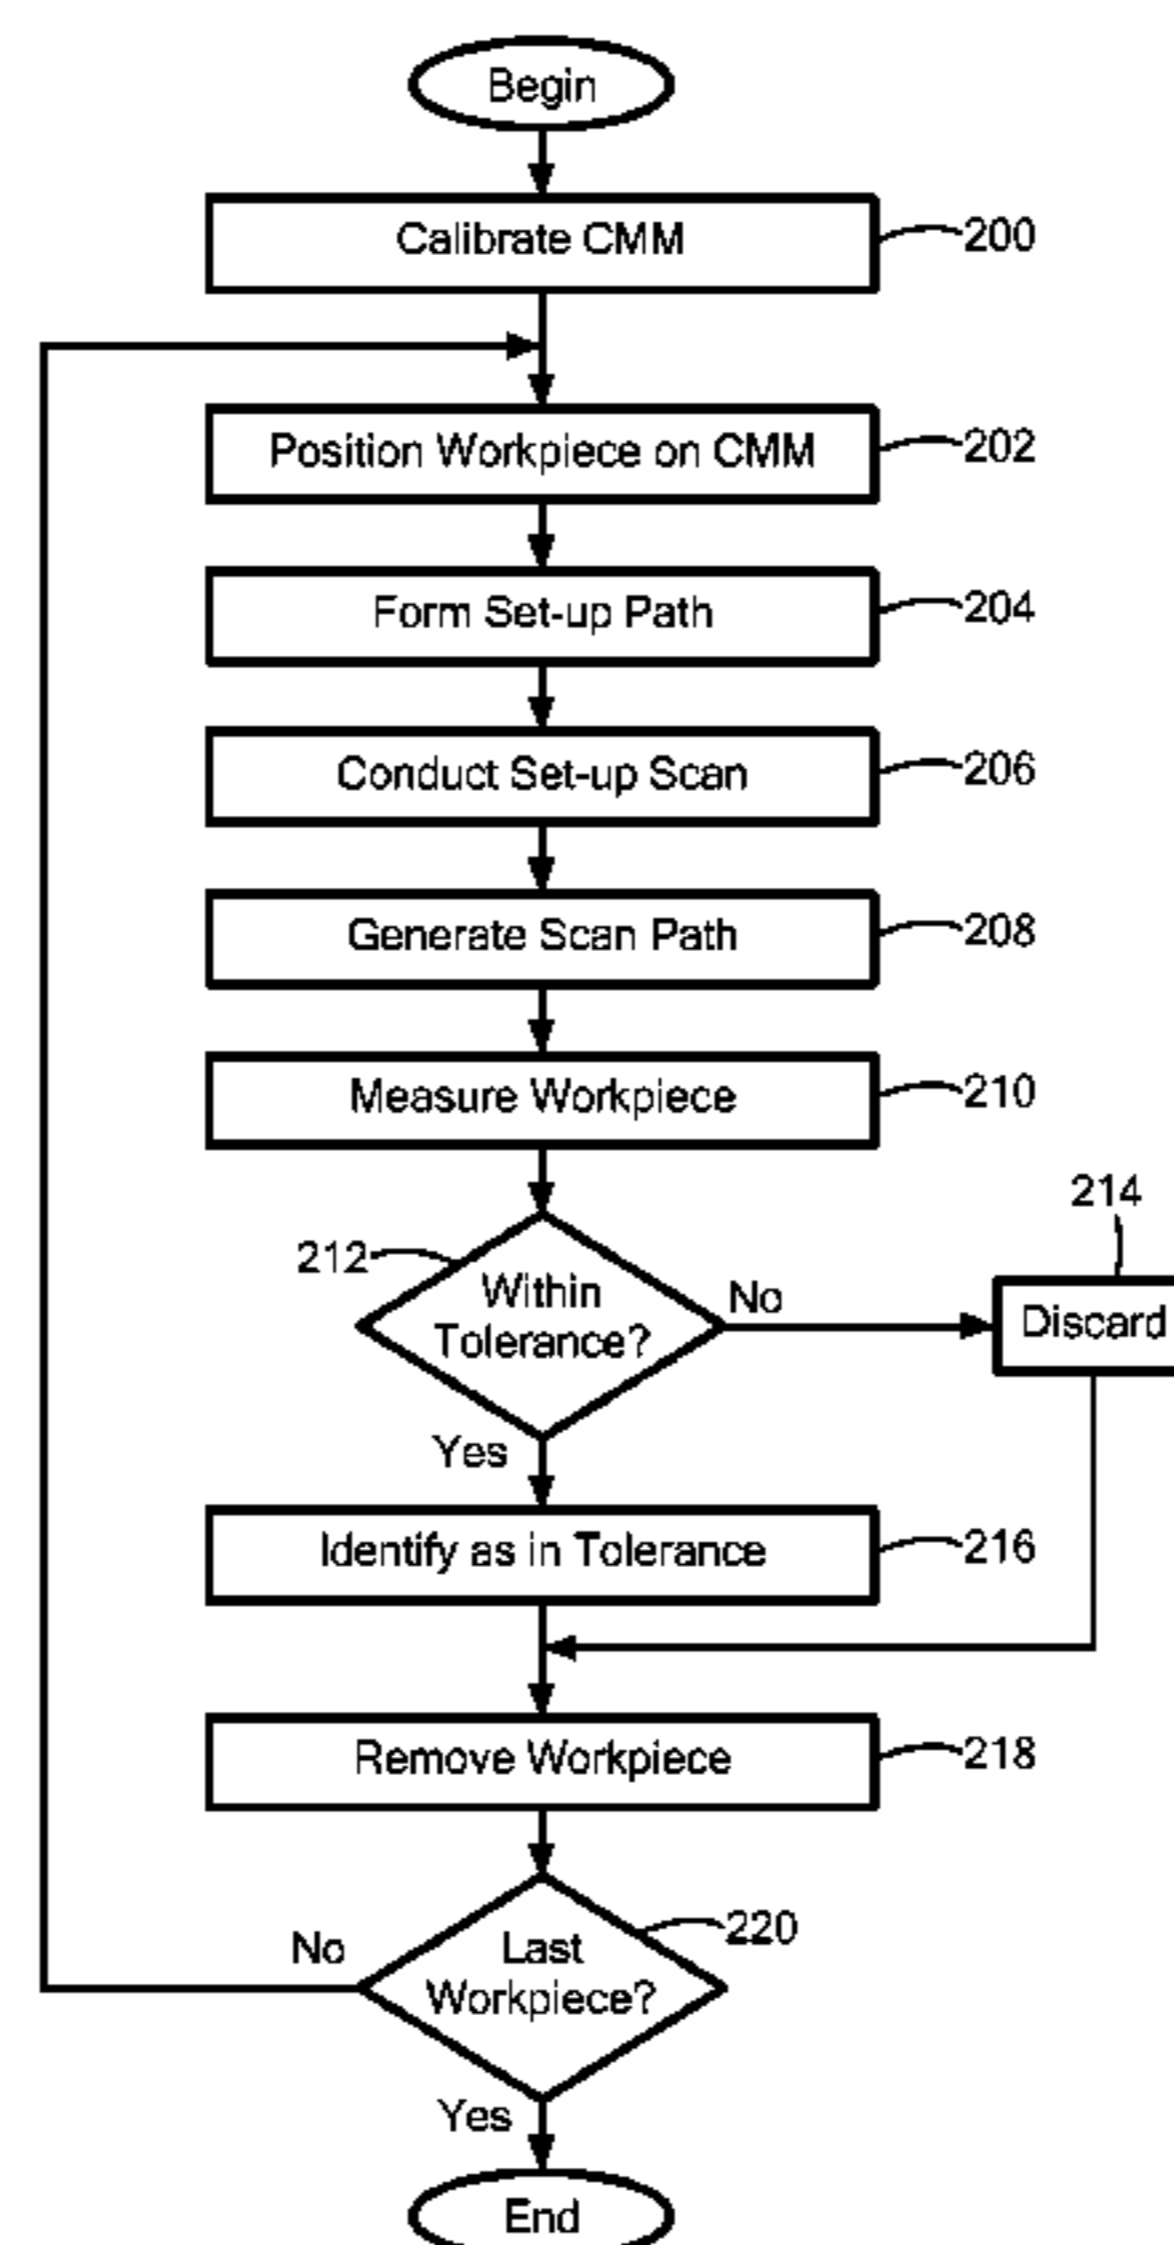 Begin
Calibrate CMM
200
Position Workpiece on CMM
202
Form Set-up Path
204
Conduct Set-up Scan
206
Generate Scan Path
208
Measure Workpiece
210
214
212
Within
Tolerance?
No
Discard
Yes
Identify as in Tolerance
216
Remove Workpiece
218
220
No
Last
Workpiece?
Yes
End